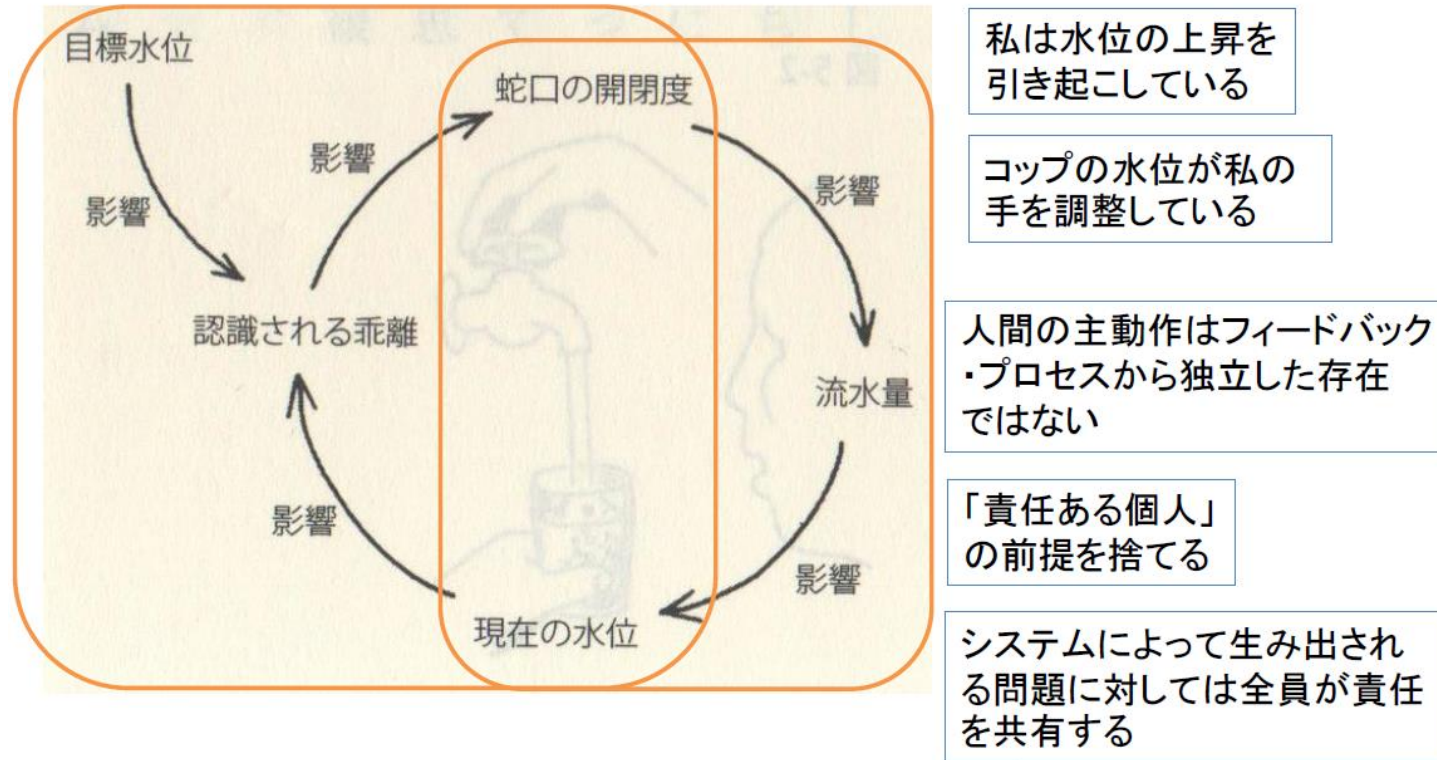 目標水位
蛇口の開閉度
影響
影響
影響
認識される乖離
流水量
影響
影響
現在の水位
私は水位の上昇を
引き起こしている
コップの水位が私の
手を調整している
人間の主動作はフィードバック
・プロセスから独立した存在
ではない
「責任ある個人」
の前提を捨てる
システムによって生み出され
る問題に対しては全員が責任
を共有する